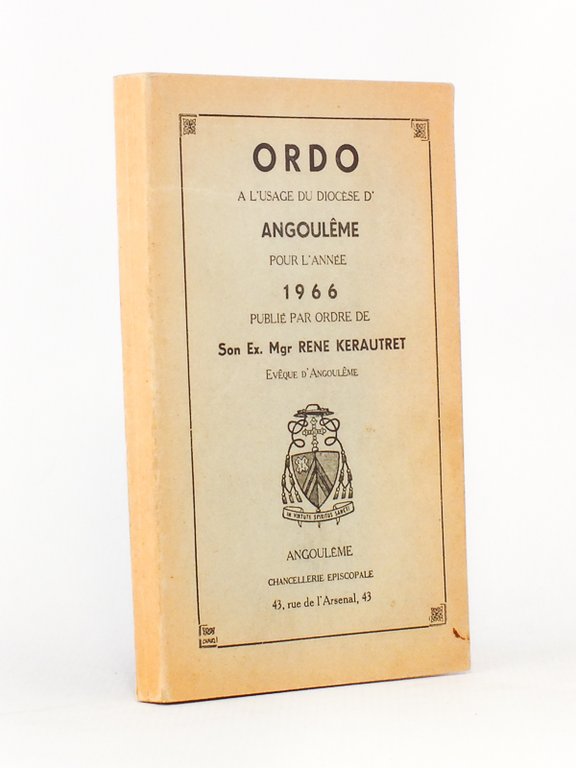 ORDO
A L'USAGE DU DIOCÈSE D'
ANGOULÊME
POUR L'ANNÉE
1966
PUBLIÉ PAR ORDRE DE
Son Ex. Mgr RENE KERAUTRET
EVÊQUE D'ANGOULÊME
IN VIRTUTE SPIRITUS SANCTI
ANGOULÊME
CHANCELLERIE EPISCOPALE
43, rue de l'Arsenal, 43